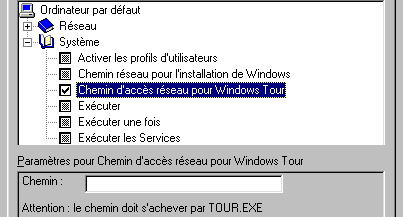 Ordinateur par défaut
Réseau
Système
Activer les profils d'utilisateurs
Chemin réseau pour l'installation de Windows
Chemin d'accès réseau pour Windows Tour
Exécuter
Exécuter une fois
Exécuter les Services
Paramètres pour Chemin d'accès réseau pour Windows Tour
Chemin :
Attention : le chemin doit s'achever par TOUR.EXE